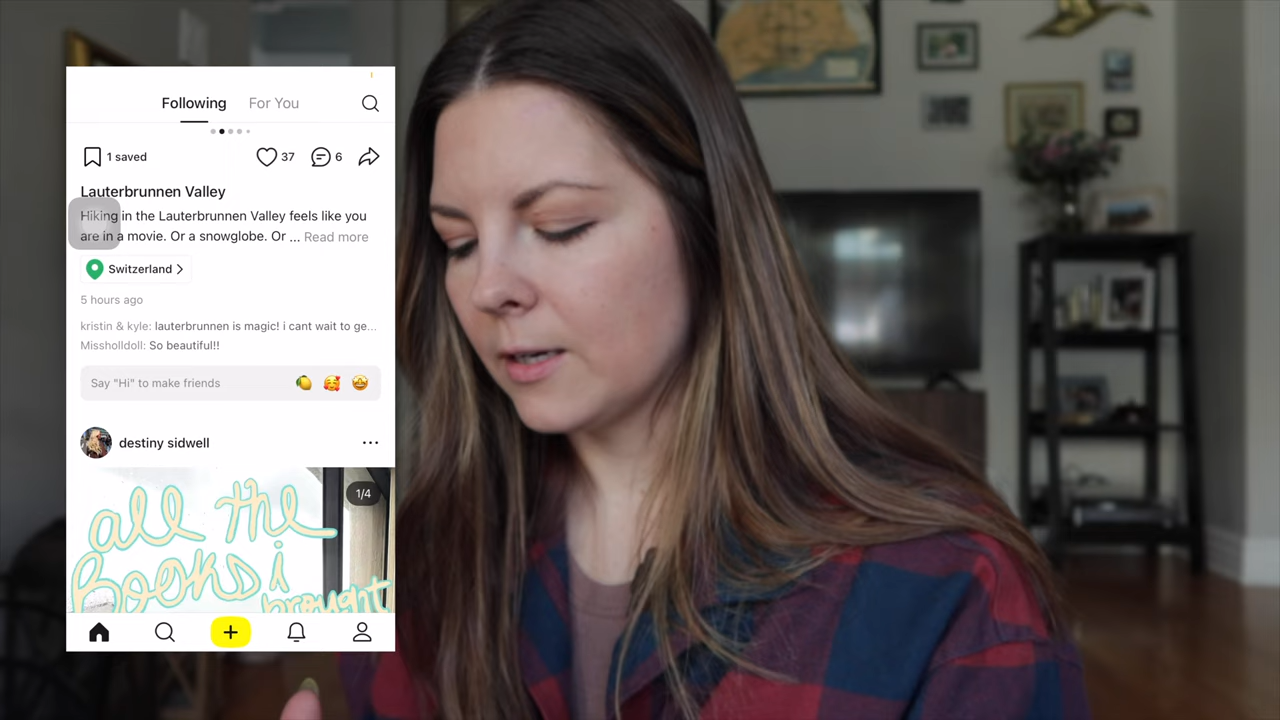 Following For You
1 saved 37 6
Lauterbrunnen Valley
Hiking in the Lauterbrunnen Valley feels like you
are in a movie. Or a snowglobe. Or ... Read more
Switzerland
5 hours ago
kristin & kyle: lauterbrunnen is magic! i cant wait to ge...
Missholldoll: So beautiful!!
Say "Hi" to make friends
destiny sidwell
1/4
all the
Books i
brought